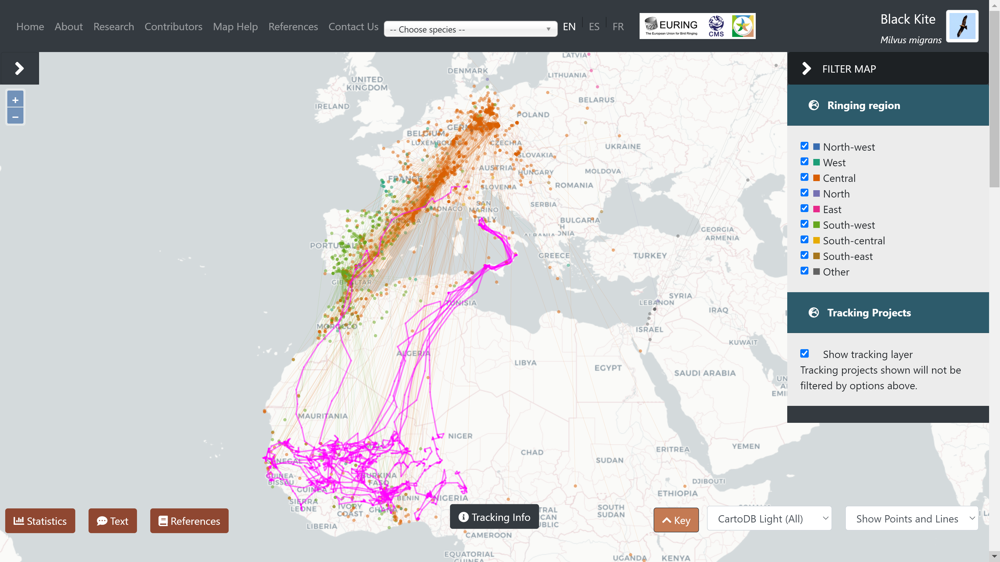 Home About Research Contributors Map Help References Contact Us -- Choose species -- EN ES FR
6221 EURING
The European Union for Bird Ringing
CMS
Black Kite
Milvus migrans
FILTER MAP
Ringing region
North-west
West
Central
North
East
South-west
South-central
South-east
Other
Tracking Projects
Show tracking layer
Tracking projects shown will not be
filtered by options above.
+
−
LATVIA
DENMARK
LITHUANIA
UNITED
KINGDOM
BELARUS
IRELAND
POLAND
BELGIUM
LUXEMBOURG
CZECHIA
UKRAINE
SLOVAKIA
AUSTRIA
HUNGARY
MOLDOVA
FRANCE
ROMANIA
SLOVENIA
SAN
MARINO
SERBIA
MONACO
ITALY
BULGARIA
ALBANIA
GEORGIA
ARMENIA
PORTUGAL
GREECE
TURKEY
GIBRALTAR
SYRIA
LEBANON
TUNISIA
IRAQ
MOROCCO
ISRAEL
KUWAIT
ALGERIA
LIBYA
EGYPT
SAUDI ARABIA
MAURITANIA
NIGER
YEMEN
ERITREA
CHAD
SUDAN
SENEGAL
GUINEA-
BISSAU
BURKINA
FASO
DJIBOUTI
GUINEA
BENIN
NIGERIA
ETHIOPIA
SIERRA
LEONE
IVORY
COAST
GHANA
SOUTH
SUDAN
LIBERIA
CAMEROON
EQUATORIAL
GUINEA
UGANDA
KENYA
Statistics Text References
Tracking Info
Key
CartoDB Light (All)
Show Points and Lines